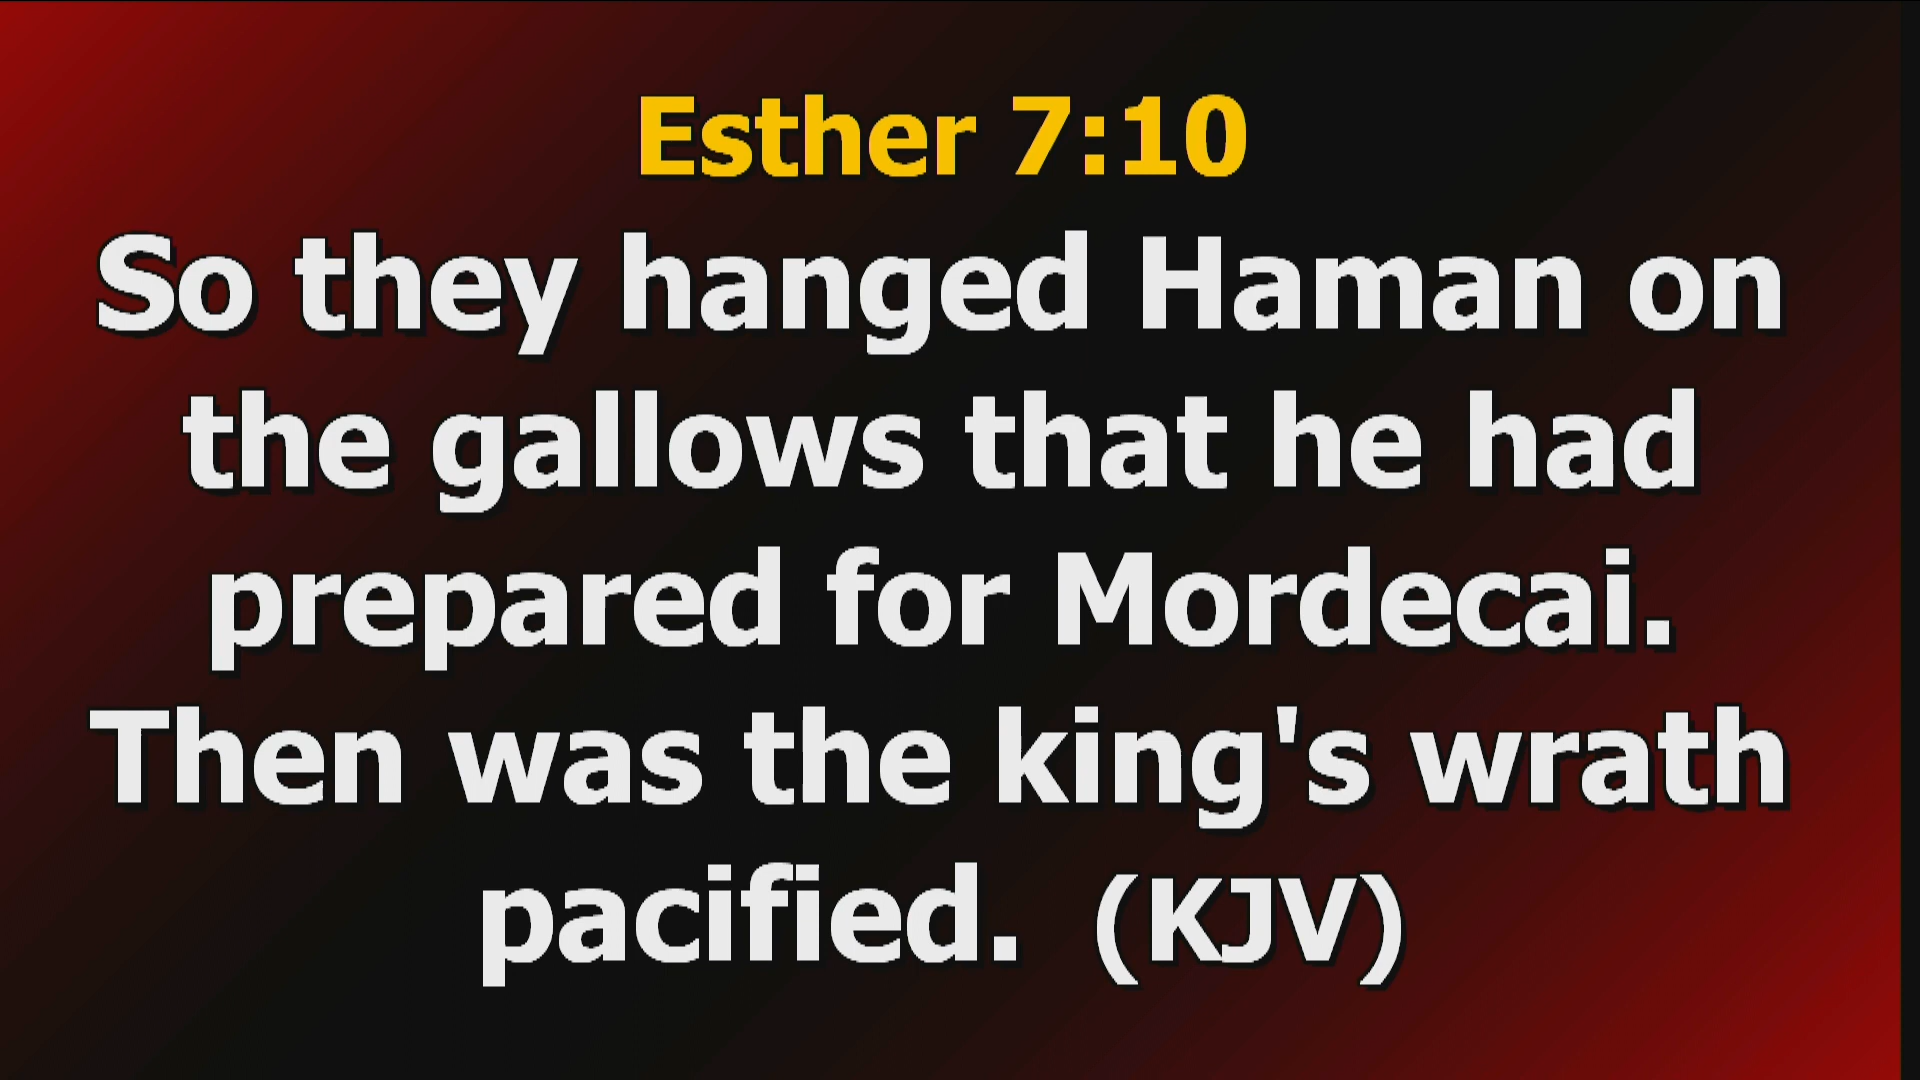 Esther 7:10
So they hanged Haman on
the gallows that he had
prepared for Mordecai.
Then was the king's wrath
pacified.  (KJV)